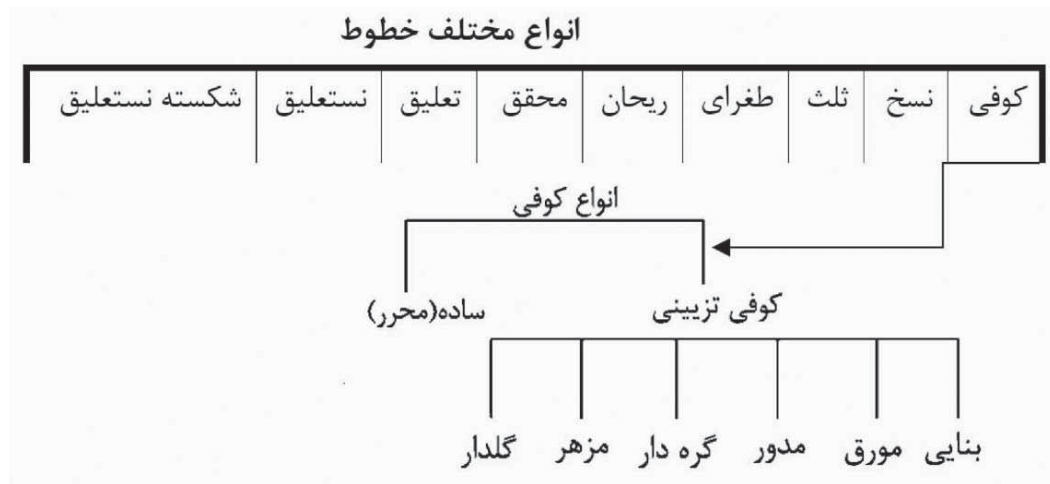 انواع مختلف خطوط
کوفی نسخ ثلث طغرای ریحان محقق تعلیق نستعلیق شکسته نستعلیق
انواع کوفی
کوفی تزیینی ساده(محرر)
بنایی مورق مدور گره دار مزهر گلدار